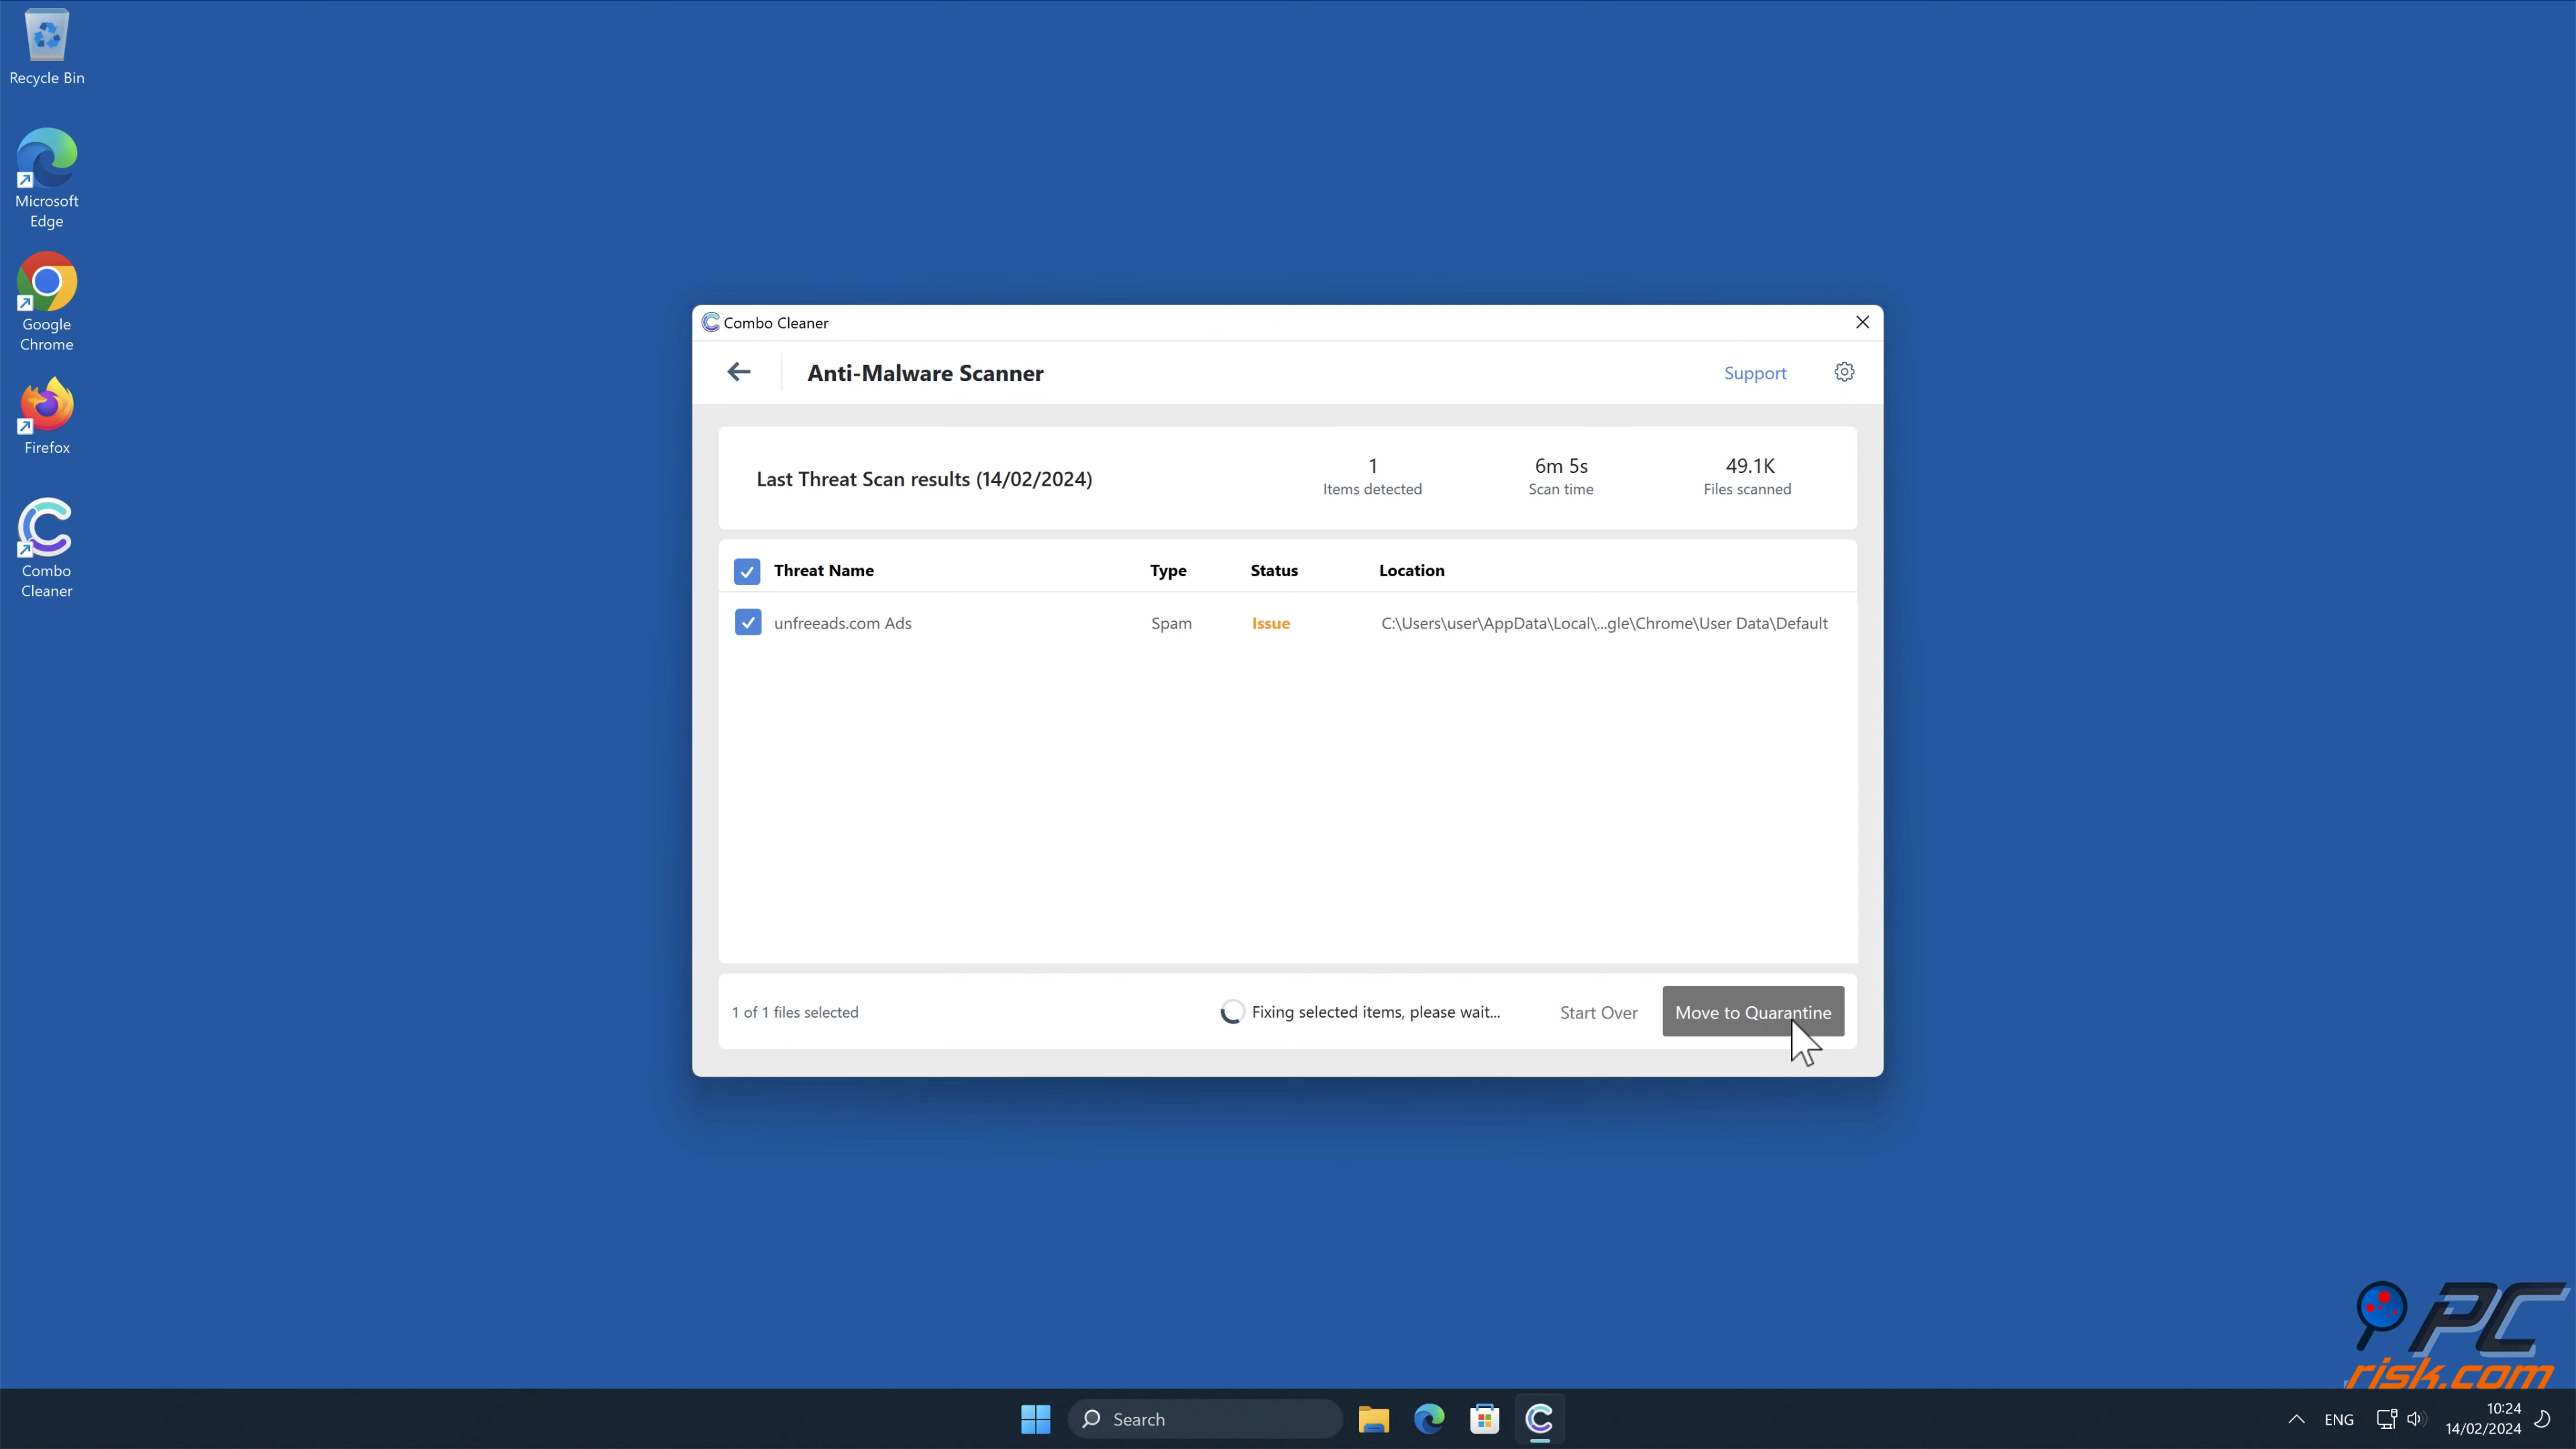 Recycle Bin
Microsoft
Edge
Google
Chrome
Firefox
Combo
Cleaner
Combo Cleaner
Anti-Malware Scanner
Support
Last Threat Scan results (14/02/2024)
1
Items detected
6m 5s
Scan time
49.1K
Files scanned
Threat Name Type Status Location
unfreeads.com Ads Spam Issue C:\Users\user\AppData\Local\...gle\Chrome\User Data\Default
1 of 1 files selected
Fixing selected items, please wait...
Start Over
Move to Quarantine
PC
risk.com
Search
ENG
10:24
14/02/2024